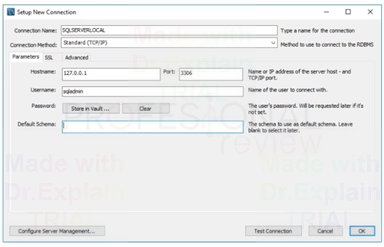 Setup New Connection
Connection Name: SQLSERVERLOCAL Type a name for the connection
Connection Method: Standard (TCP/IP) Method to use to connect to the RDBMS
Parameters SSL Advanced
Hostname: 127.0.0.1 Port: 3306 Name or IP address of the server host - and
TCP/IP port.
Username: sqladmin Name of the user to connect with.
Password: Store in Vault ... Clear The user's password. Will be requested later if it's
not set.
Default Schema: The schema to use as default schema. Leave
blank to select it later.
PROFESIONAL
review
Made with
Dr.Explain
TRIAL
Made with
Dr.Explain
TRIAL
Configure Server Management... Test Connection Cancel OK